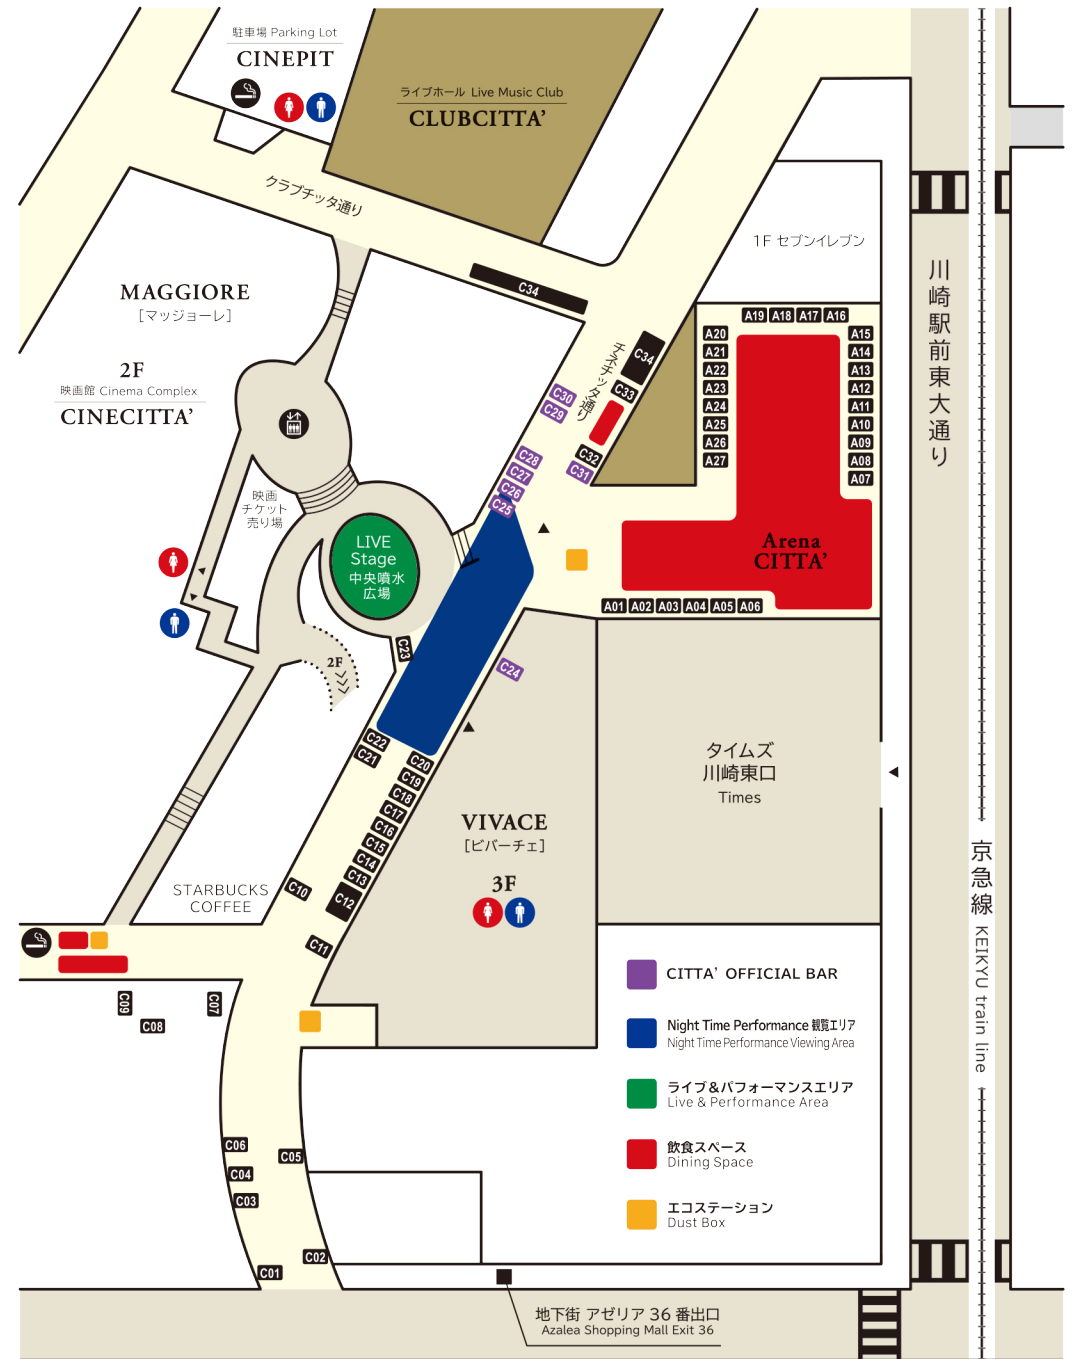 駐車場 Parking Lot
CINEPIT
ライブホール Live Music Club
CLUBCITTA’
クラブチッタ通り
1F セブンイレブン
MAGGIORE
[マッジョーレ]
2F
映画館 Cinema Complex
CINECITTA’
C34
チネチッタ通り
C34
C33
C32
C31
C30
C29
C28
C27
C26
C25
A19 A18 A17 A16
A20
A21
A22
A23
A24
A25
A26
A27
A15
A14
A13
A12
A11
A10
A09
A08
A07
Arena
CITTA’
A01 A02 A03 A04 A05 A06
川崎駅前東大通り
映画
チケット
売り場
LIVE
Stage
中央噴水
広場
2F
C23
C24
C22
C21
C20
C19
C18
C17
C16
C15
C14
C13
C12
C10
C11
VIVACE
[ビバーチェ]
3F
タイムズ
川崎東口
Times
STARBUCKS
COFFEE
京急線 KEIKYU train line
C09
C08
C07
C06
C05
C04
C03
C02
C01
CITTA’ OFFICIAL BAR
Night Time Performance 観覧エリア
Night Time Performance Viewing Area
ライブ&パフォーマンスエリア
Live & Performance Area
飲食スペース
Dining Space
エコステーション
Dust Box
地下街 アゼリア 36 番出口
Azalea Shopping Mall Exit 36